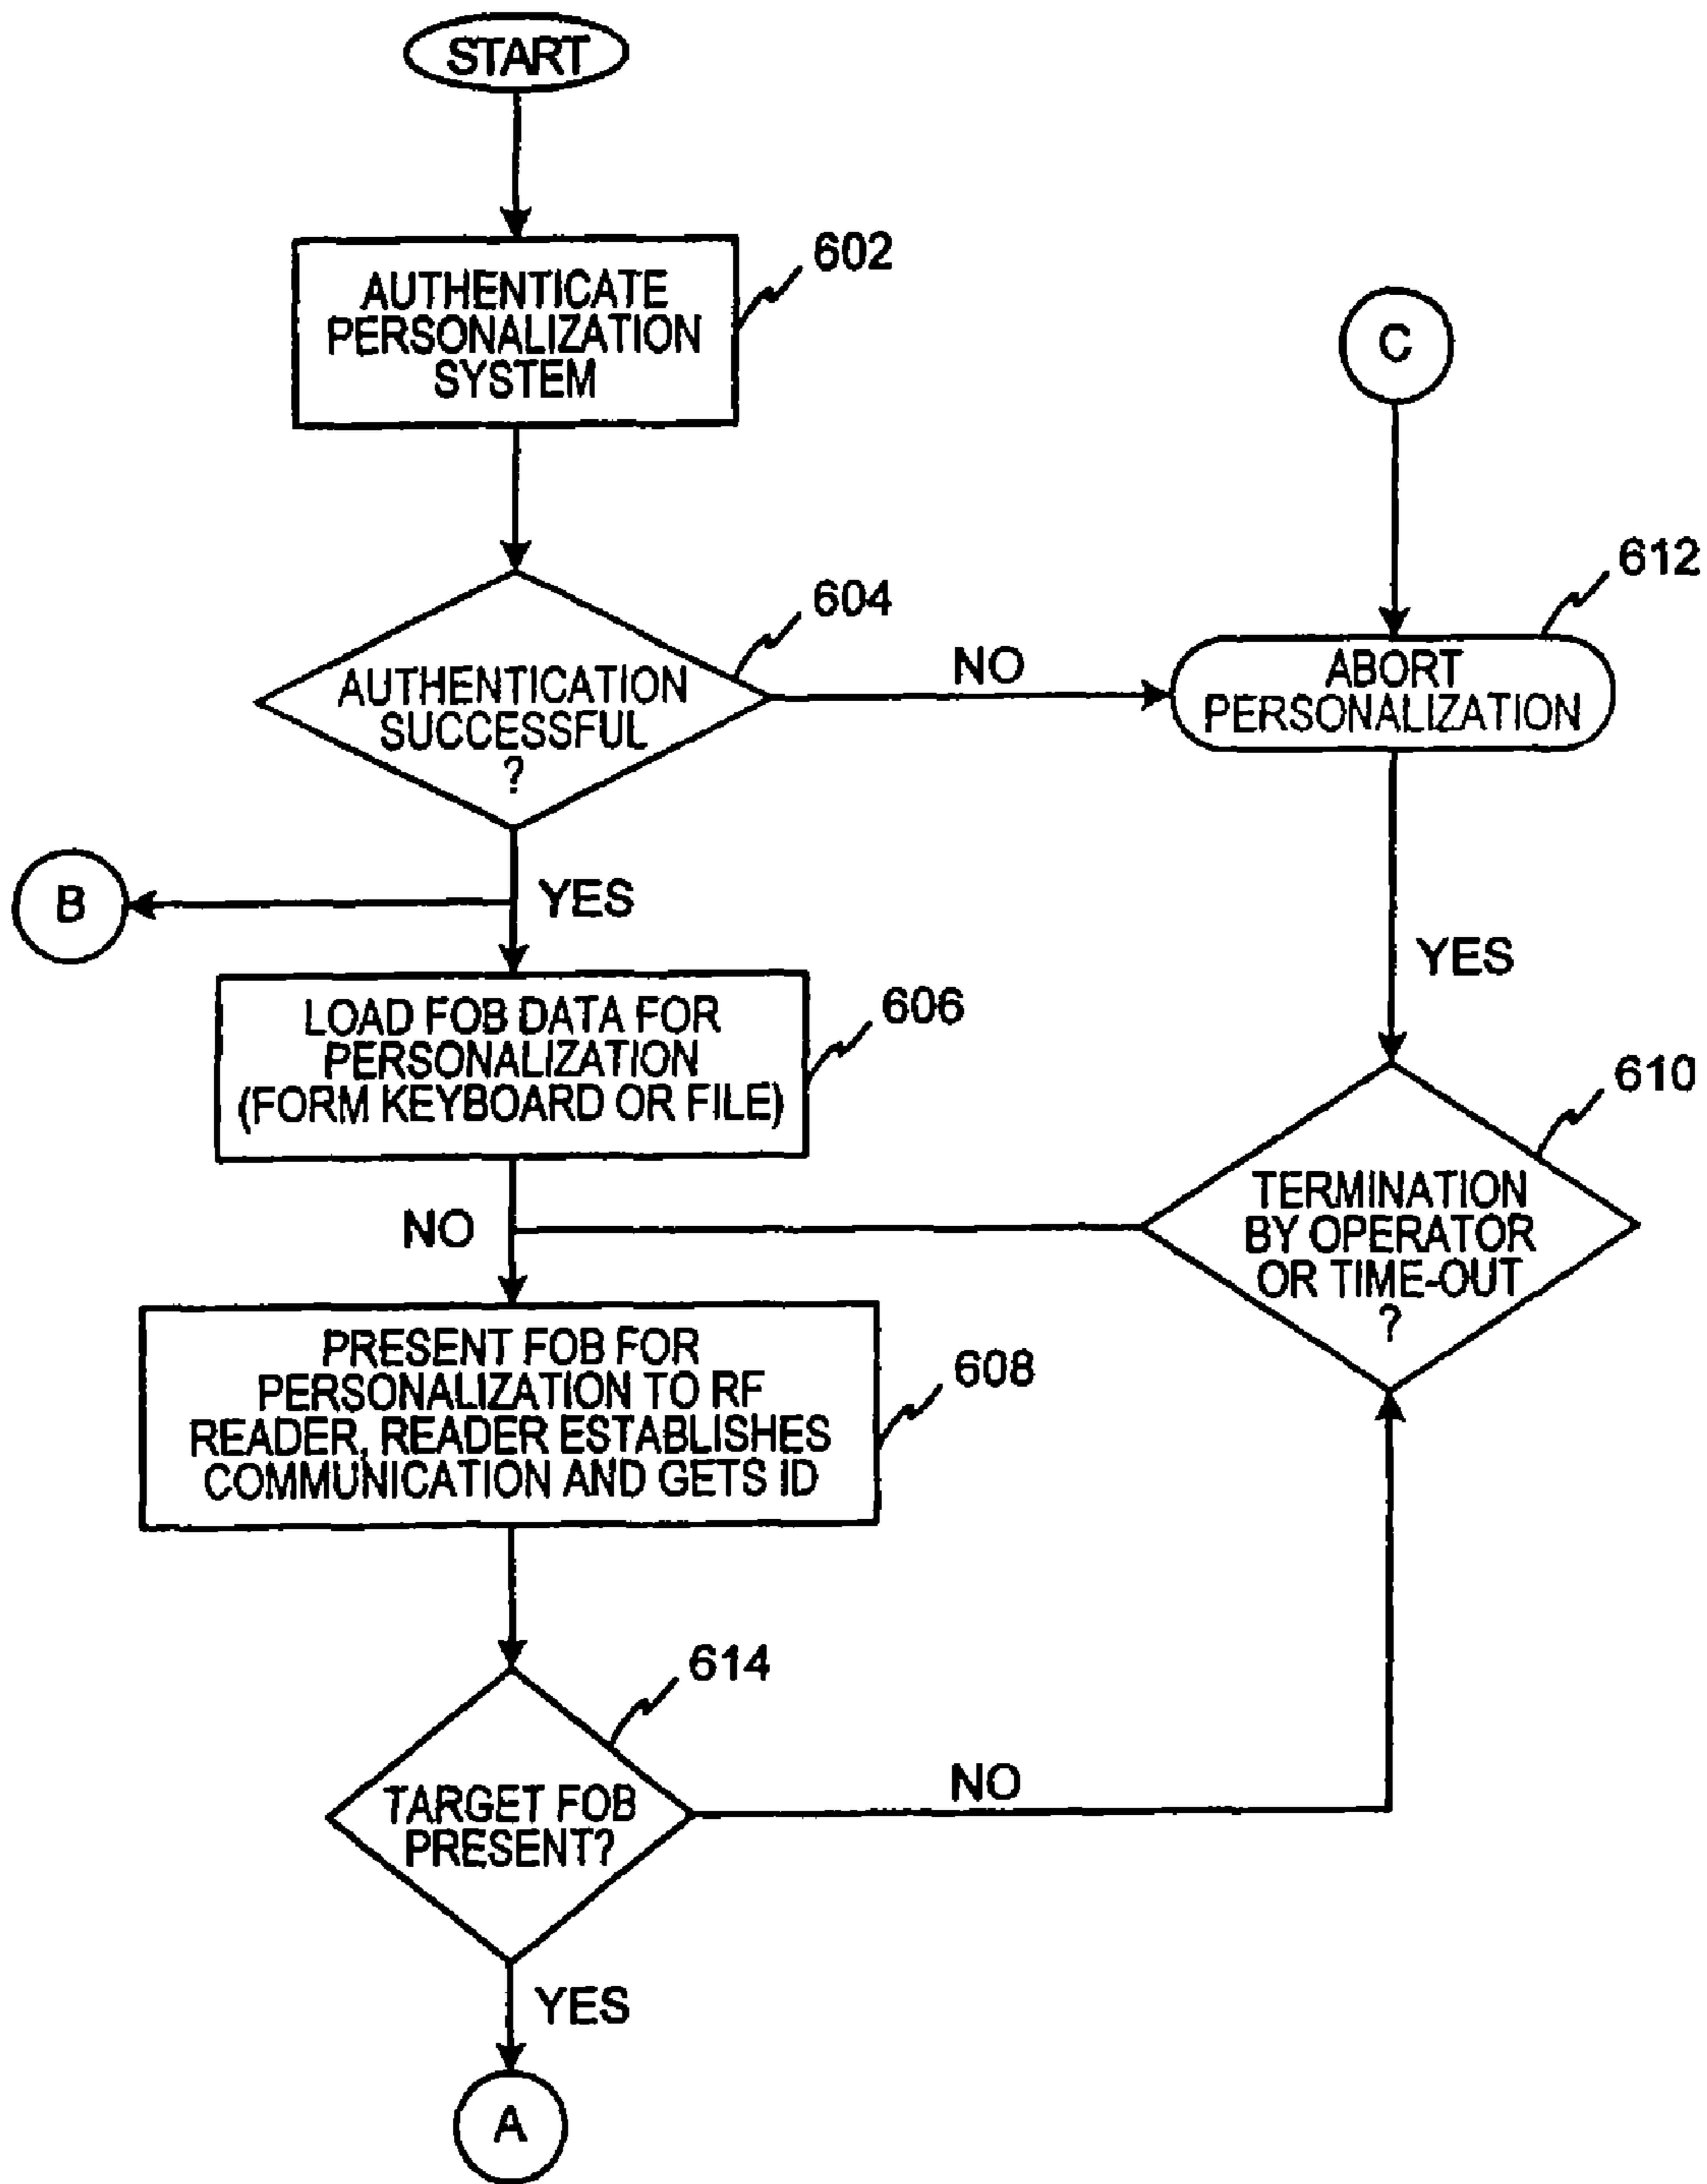 START
602
AUTHENTICATE
PERSONALIZATION
SYSTEM
C
604
612
AUTHENTICATION
SUCCESSFUL
?
NO
ABORT
PERSONALIZATION
B
YES
YES
606
LOAD FOB DATA FOR
PERSONALIZATION
(FORM KEYBOARD OR FILE)
610
TERMINATION
BY OPERATOR
OR TIME-OUT
?
NO
608
PRESENT FOB FOR
PERSONALIZATION TO RF
READER, READER ESTABLISHES
COMMUNICATION AND GETS ID
614
TARGET FOB
PRESENT?
NO
YES
A